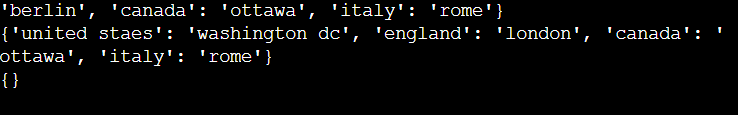 'berlin', 'canada': 'ottawa', 'italy': 'rome'}
{'united staes': 'washington dc', 'england': 'london', 'canada': '
ottawa', 'italy': 'rome'}
{}